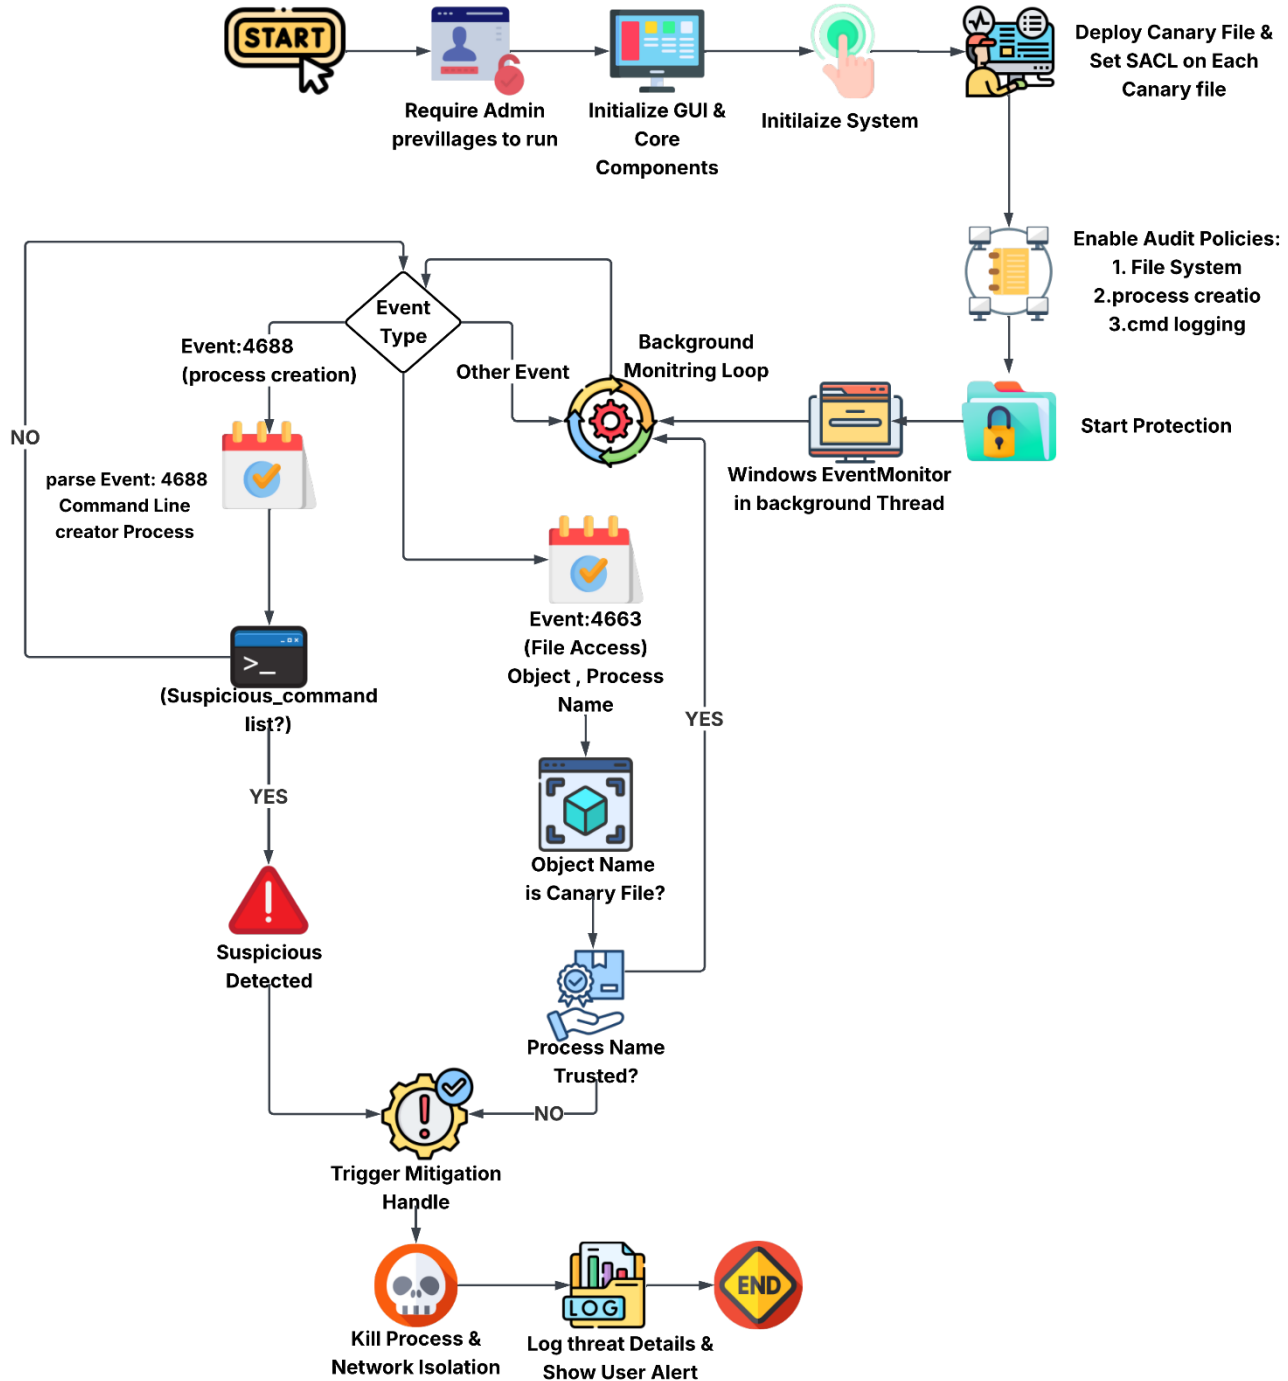 START
Require Admin
previllages to run
Initialize GUI &
Core
Components
Initilaize System
Deploy Canary File &
Set SACL on Each
Canary file
Enable Audit Policies:
1. File System
2.process creatio
3.cmd logging
Start Protection
Windows EventMonitor
in background Thread
Background
Monitring Loop
Event
Type
Other Event
Event:4688
(process creation)
NO
parse Event: 4688
Command Line
creator Process
>_
(Suspicious_command
list?)
YES
Suspicious
Detected
Event:4663
(File Access)
Object , Process
Name
YES
Object Name
is Canary File?
Process Name
Trusted?
NO
Trigger Mitigation
Handle
Kill Process &
Network Isolation
LOG
Log threat Details &
Show User Alert
END